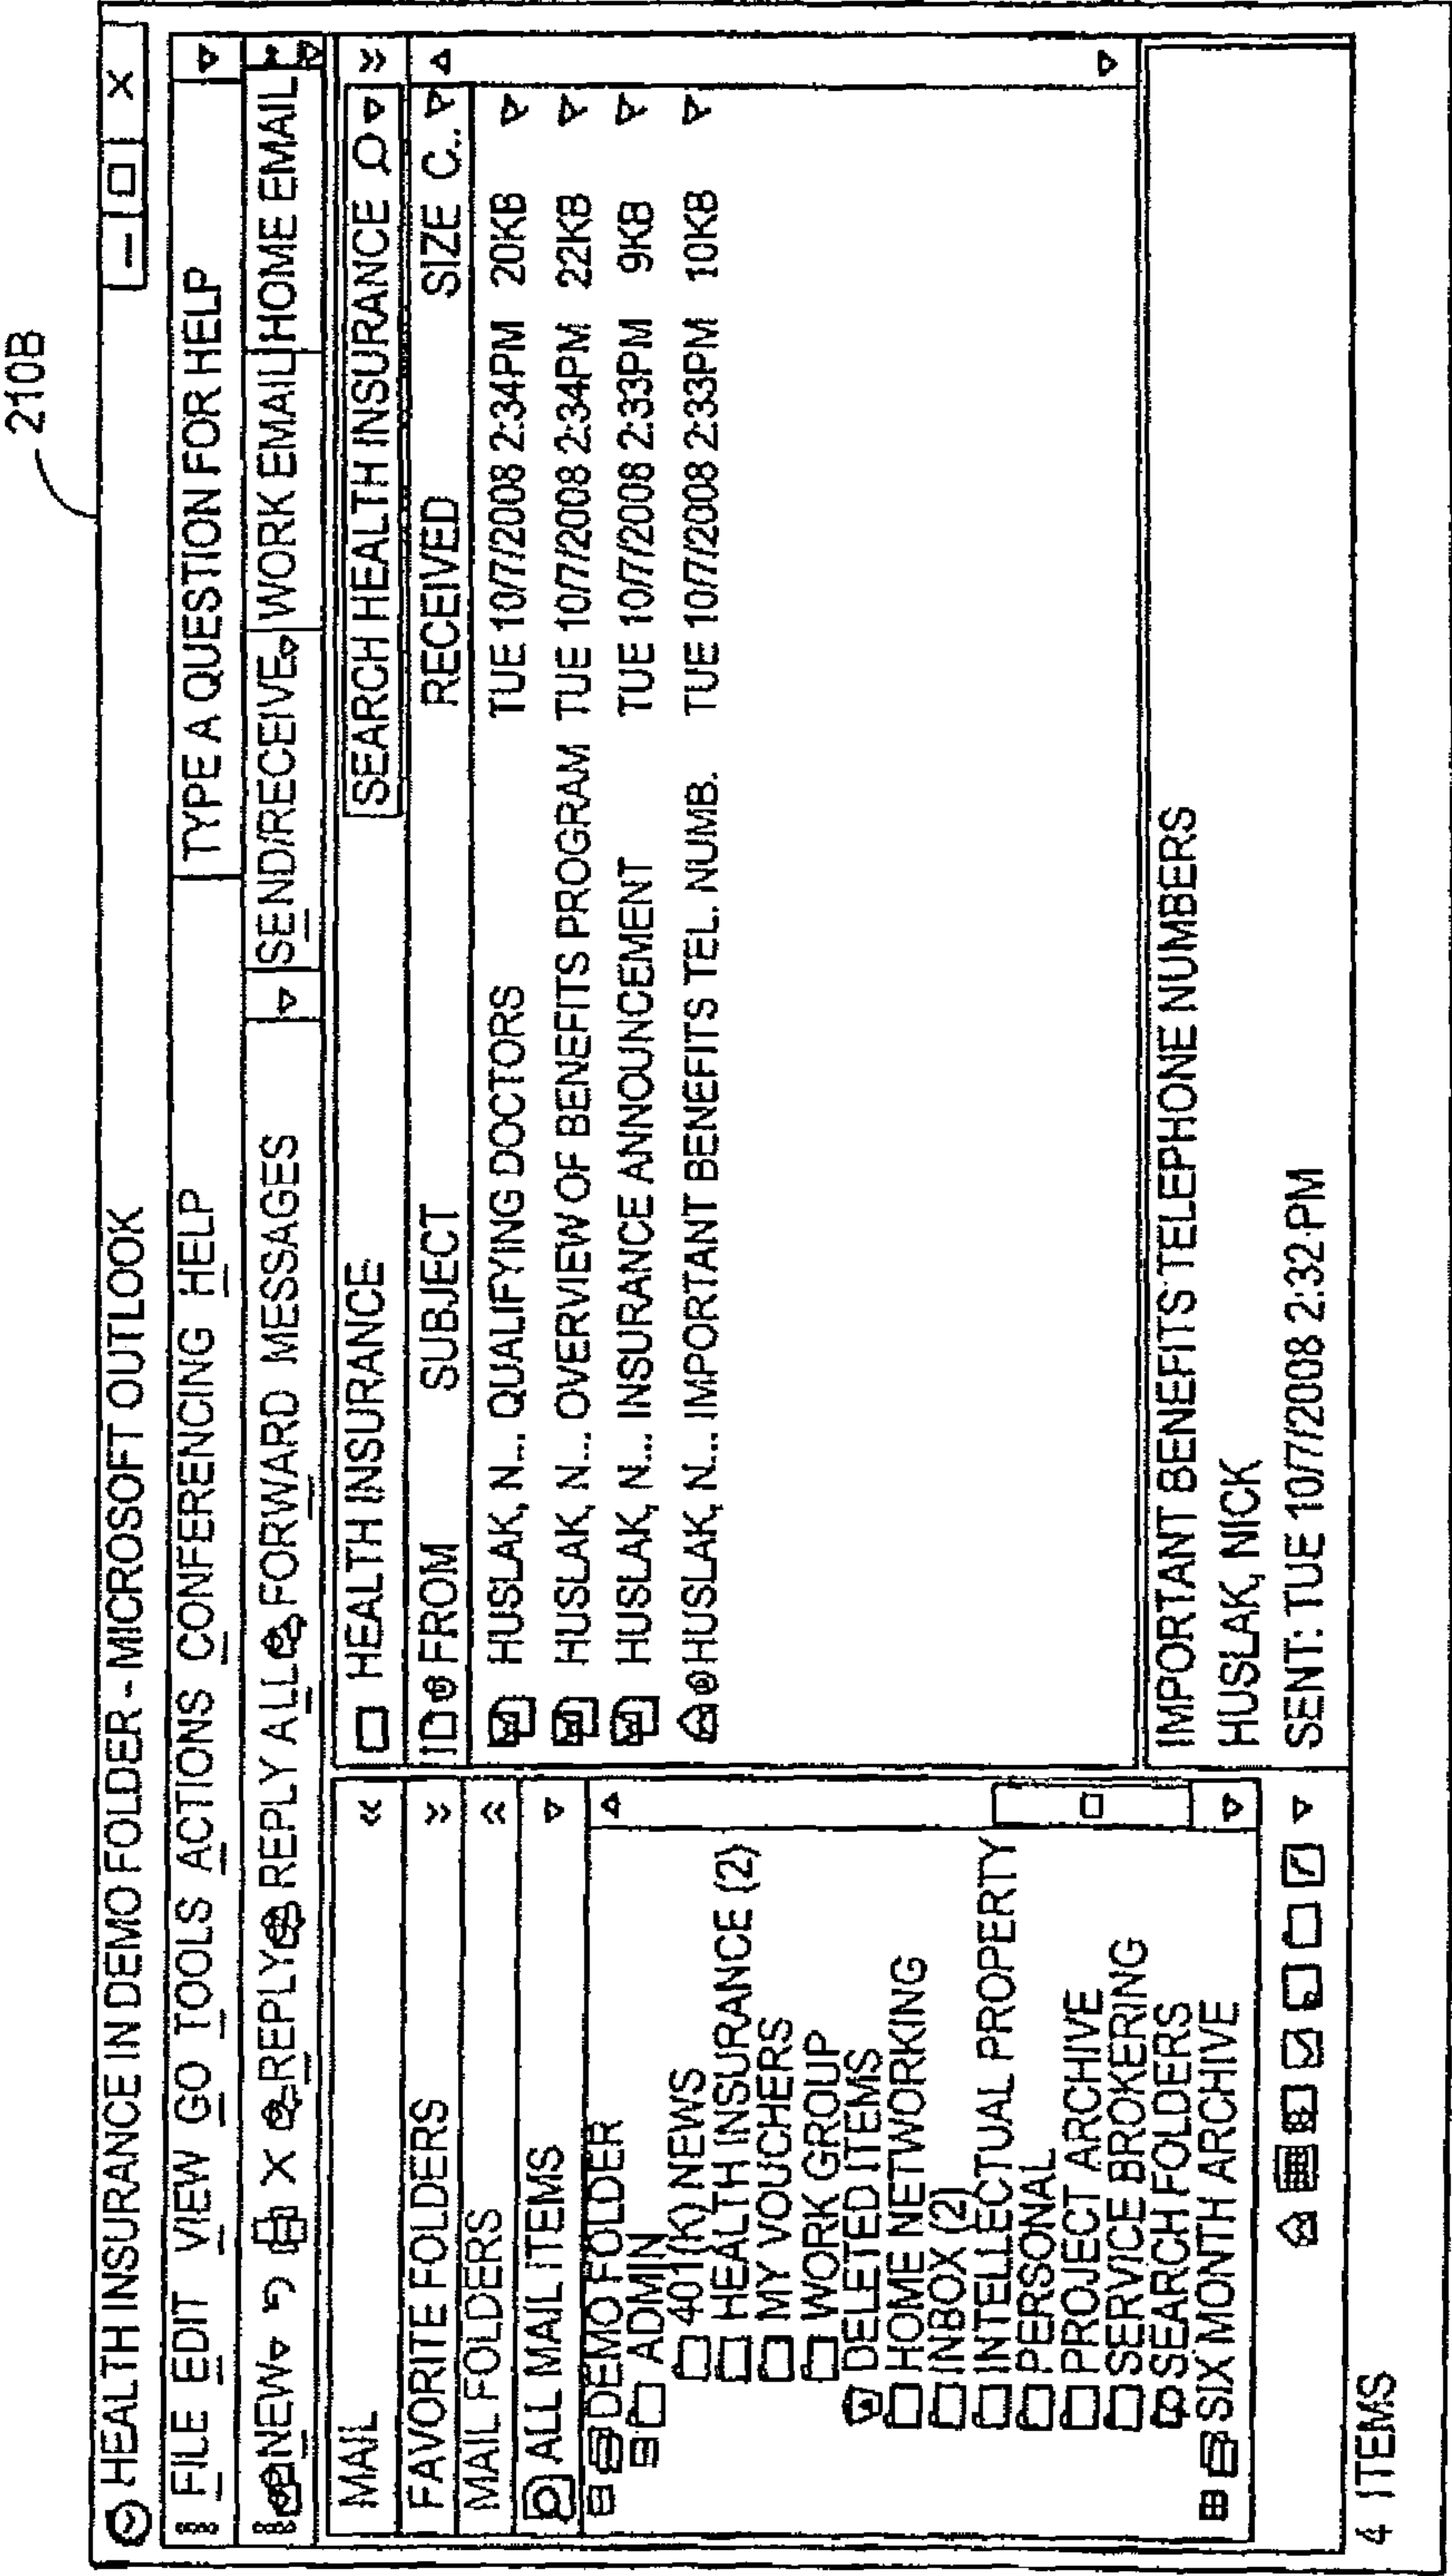 210B
HEALTH INSURANCE IN DEMO FOLDER - MICROSOFT OUTLOOK
FILE EDIT VIEW GO TOOLS ACTIONS CONFERENCING HELP
TYPE A QUESTION FOR HELP
NEW X REPLY REPLY ALL FORWARD MESSAGES SEND/RECEIVE WORK EMAIL HOME EMAIL
MAIL
FAVORITE FOLDERS
MAIL FOLDERS
ALL MAIL ITEMS
DEMO FOLDER
ADMIN
401(K) NEWS
HEALTH INSURANCE (2)
MY VOUCHERS
WORK GROUP
DELETED ITEMS
HOME NETWORKING
INBOX (2)
INTELLECTUAL PROPERTY
PERSONAL
PROJECT ARCHIVE
SERVICE BROKERING
SEARCH FOLDERS
SIX MONTH ARCHIVE
HEALTH INSURANCE SEARCH HEALTH INSURANCE
FROM SUBJECT RECEIVED SIZE C..
HUSLAK, N... QUALIFYING DOCTORS TUE 10/7/2008 2:34PM 20KB
HUSLAK, N... OVERVIEW OF BENEFITS PROGRAM TUE 10/7/2008 2:34PM 22KB
HUSLAK, N... INSURANCE ANNOUNCEMENT TUE 10/7/2008 2:33PM 9KB
HUSLAK, N... IMPORTANT BENEFITS TEL. NUMB. TUE 10/7/2008 2:33PM 10KB
IMPORTANT BENEFITS TELEPHONE NUMBERS
HUSLAK, NICK
SENT: TUE 10/7/2008 2:32 PM
4 ITEMS